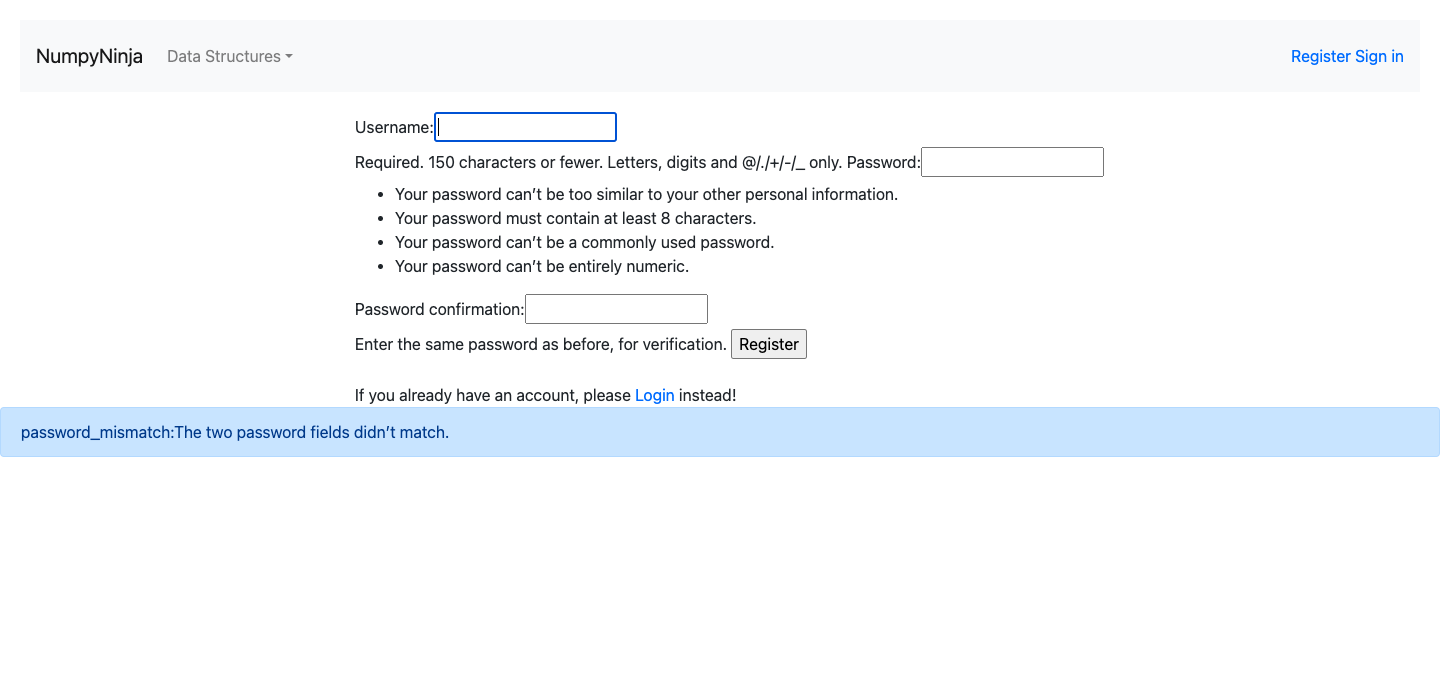 NumpyNinja Data Structures Register Sign in
Username:
Required. 150 characters or fewer. Letters, digits and @/./+/-/_ only. Password:
• Your password can’t be too similar to your other personal information.
• Your password must contain at least 8 characters.
• Your password can’t be a commonly used password.
• Your password can’t be entirely numeric.
Password confirmation:
Enter the same password as before, for verification. Register
If you already have an account, please Login instead!
password_mismatch:The two password fields didn’t match.